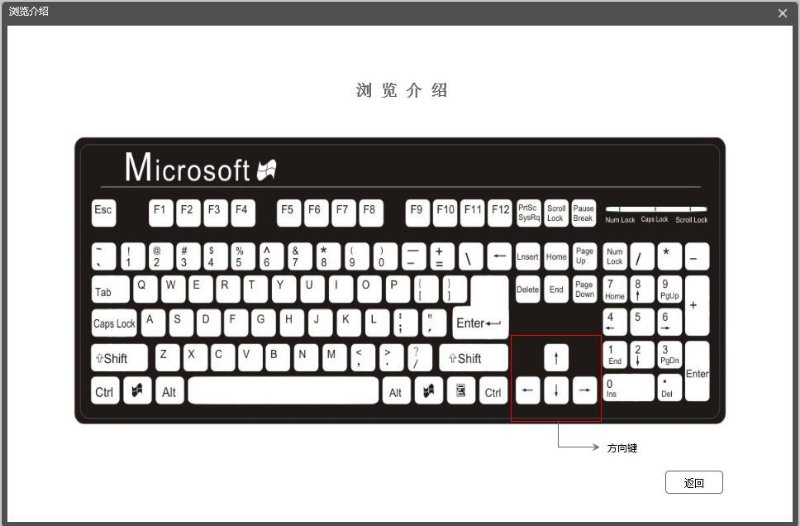 浏览介绍
浏览介绍
Microsoft
Esc F1 F2 F3 F4 F5 F6 F7 F8 F9 F10 F11 F12 PrtSc SysRq Scroll Lock Pause Break Num Lock Caps Lock Scroll Lock
~ 、 ! 1 @ 2 # 3 $ 4 % 5 ^ 6 & 7 * 8 ( 9 ) 0 — – + = \ ← Lnsert Home Page Up Num Lock / * –
Tab Q W E R T Y U I O P { [ } ] Delete End Page Down 7 Home 8 ↑ 9 PgUp +
Caps Lock A S D F G H J K L : ; " , Enter 4 ← 5 6 →
⇧Shift Z X C V B N M < , > . ? / ⇧Shift ↑ 1 End 2 ↓ 3 PgDn Enter
Ctrl Alt Alt Ctrl ← ↓ → 0 Ins . Del
方向键
返回